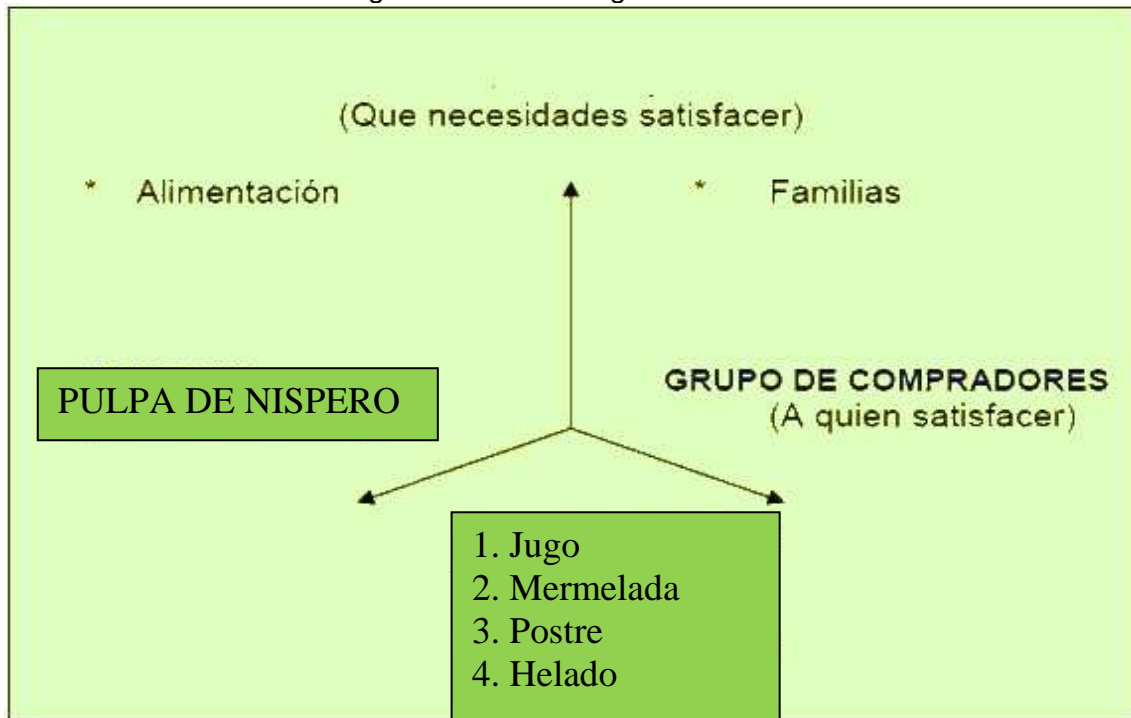 (Que necesidades satisfacer)
* Alimentación
* Familias
PULPA DE NISPERO
GRUPO DE COMPRADORES
(A quien satisfacer)
1. Jugo
2. Mermelada
3. Postre
4. Helado